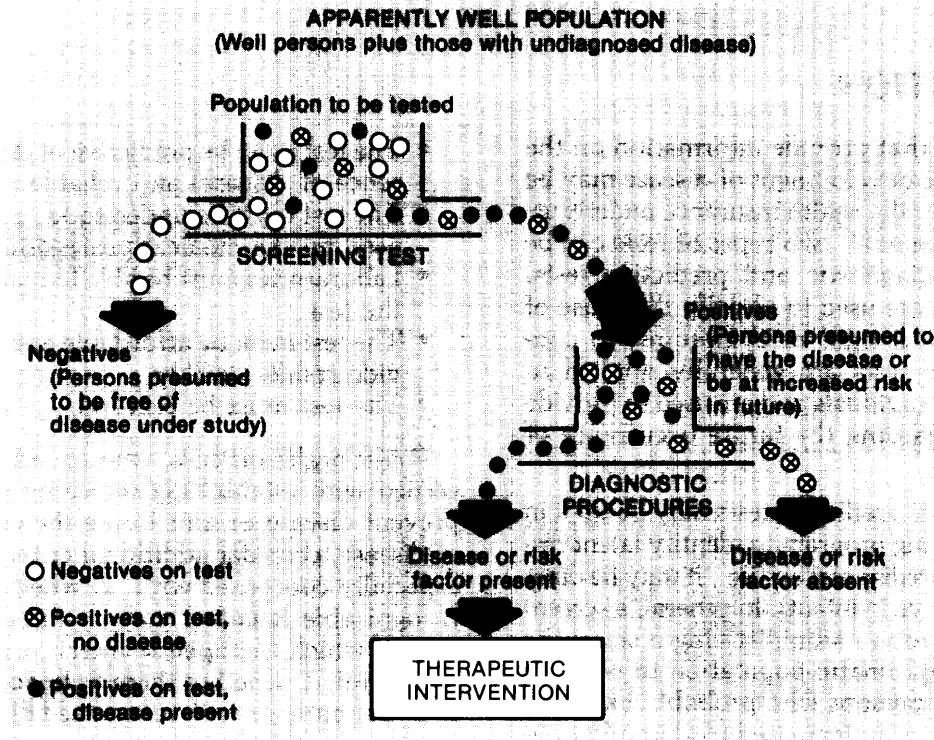 APPARENTLY WELL POPULATION
(Well persons plus those with undiagnosed disease)
Population to be tested
SCREENING TEST
Negatives
(Persons presumed
to be free of
disease under study)
Positives
(Persons presumed to
have the disease or
be at increased risk
in future)
DIAGNOSTIC
PROCEDURES
Disease or risk
factor present
Disease or risk
factor absent
THERAPEUTIC
INTERVENTION
Negatives on test
Positives on test,
no disease
Positives on test,
disease present